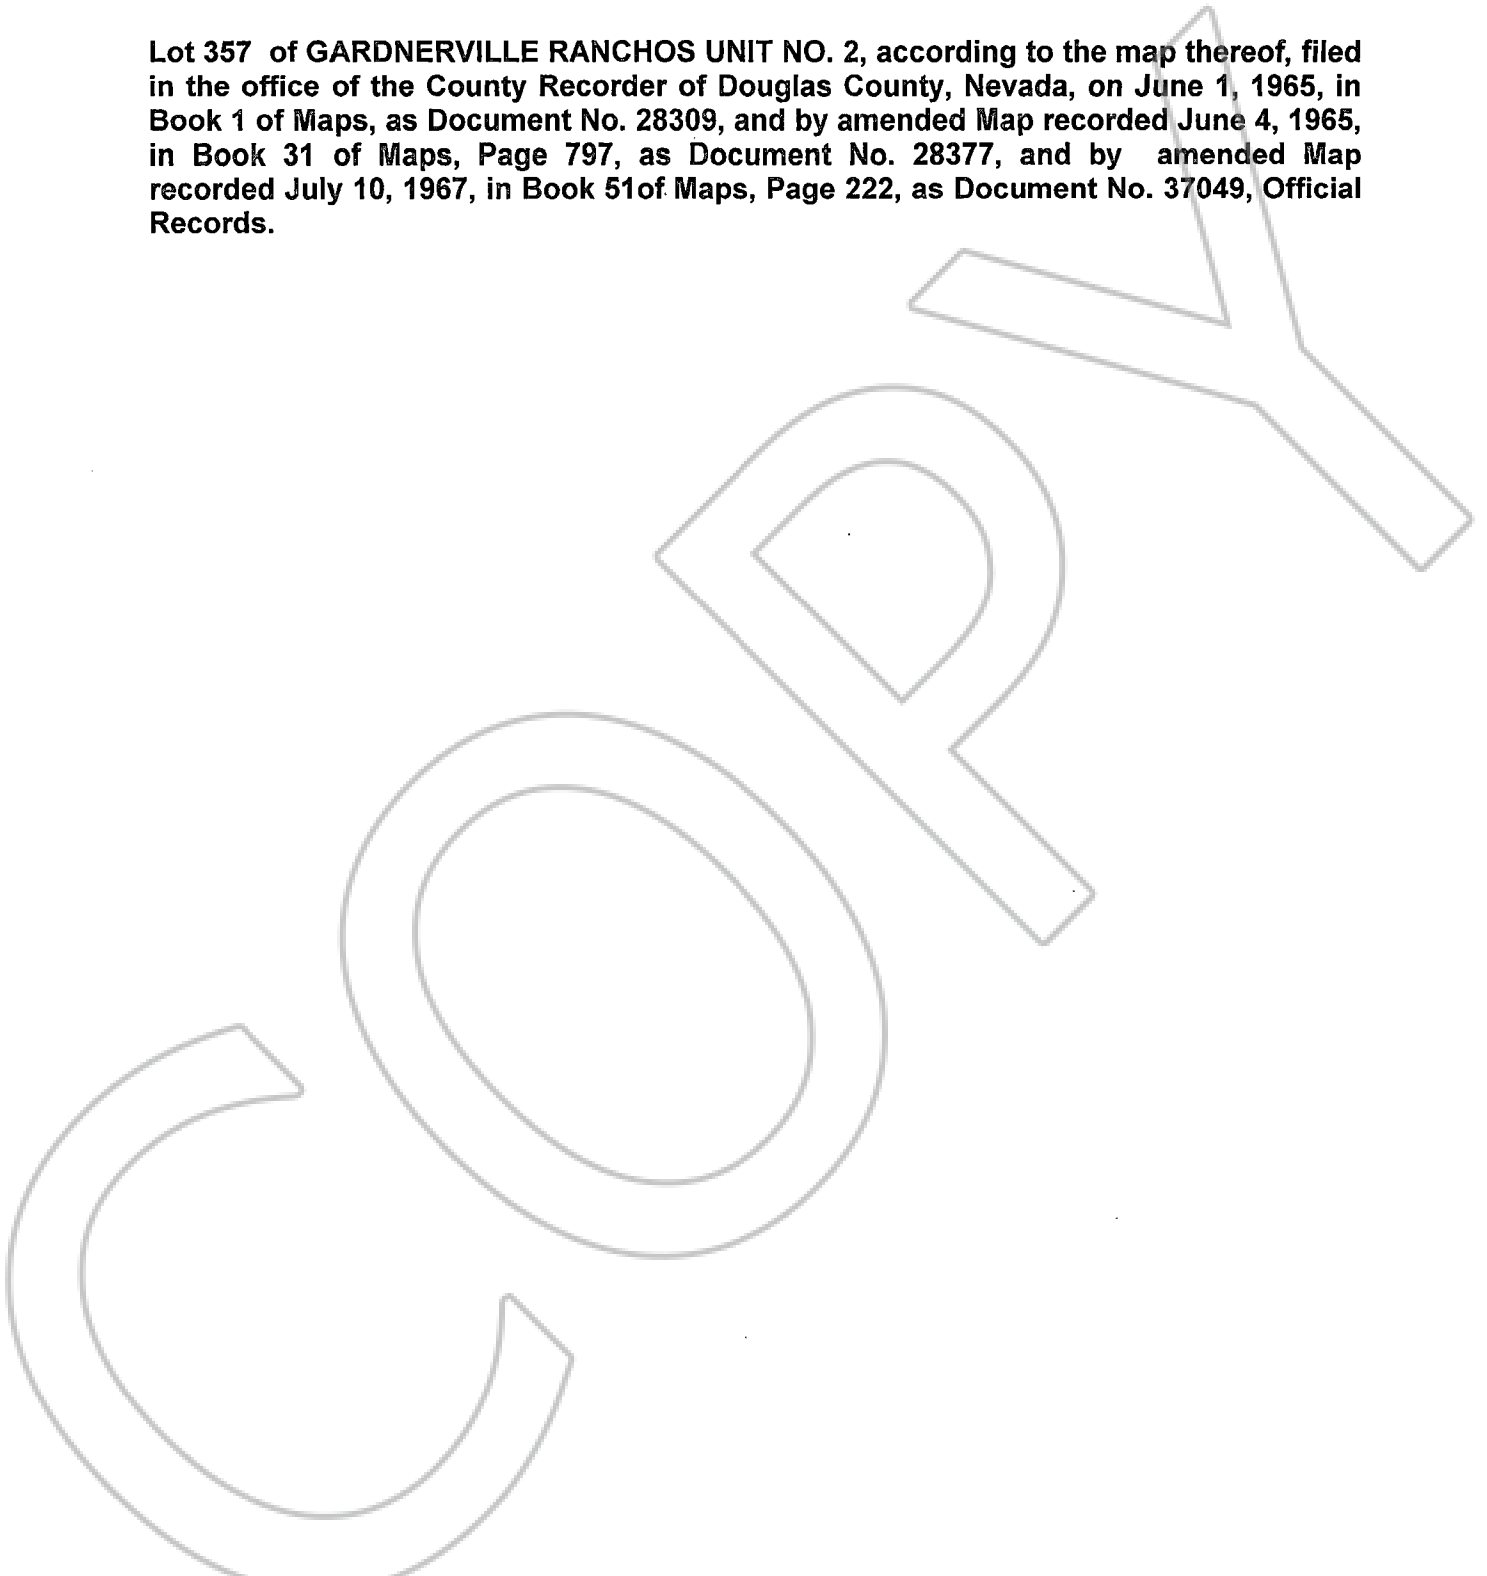 Lot 357 of GARDNERVILLE RANCHOS UNIT NO. 2, according to the map thereof, filed
in the office of the County Recorder of Douglas County, Nevada, on June 1, 1965, in
Book 1 of Maps, as Document No. 28309, and by amended Map recorded June 4, 1965,
in Book 31 of Maps, Page 797, as Document No. 28377, and by amended Map
recorded July 10, 1967, in Book 51of Maps, Page 222, as Document No. 37049, Official
Records.
COPY